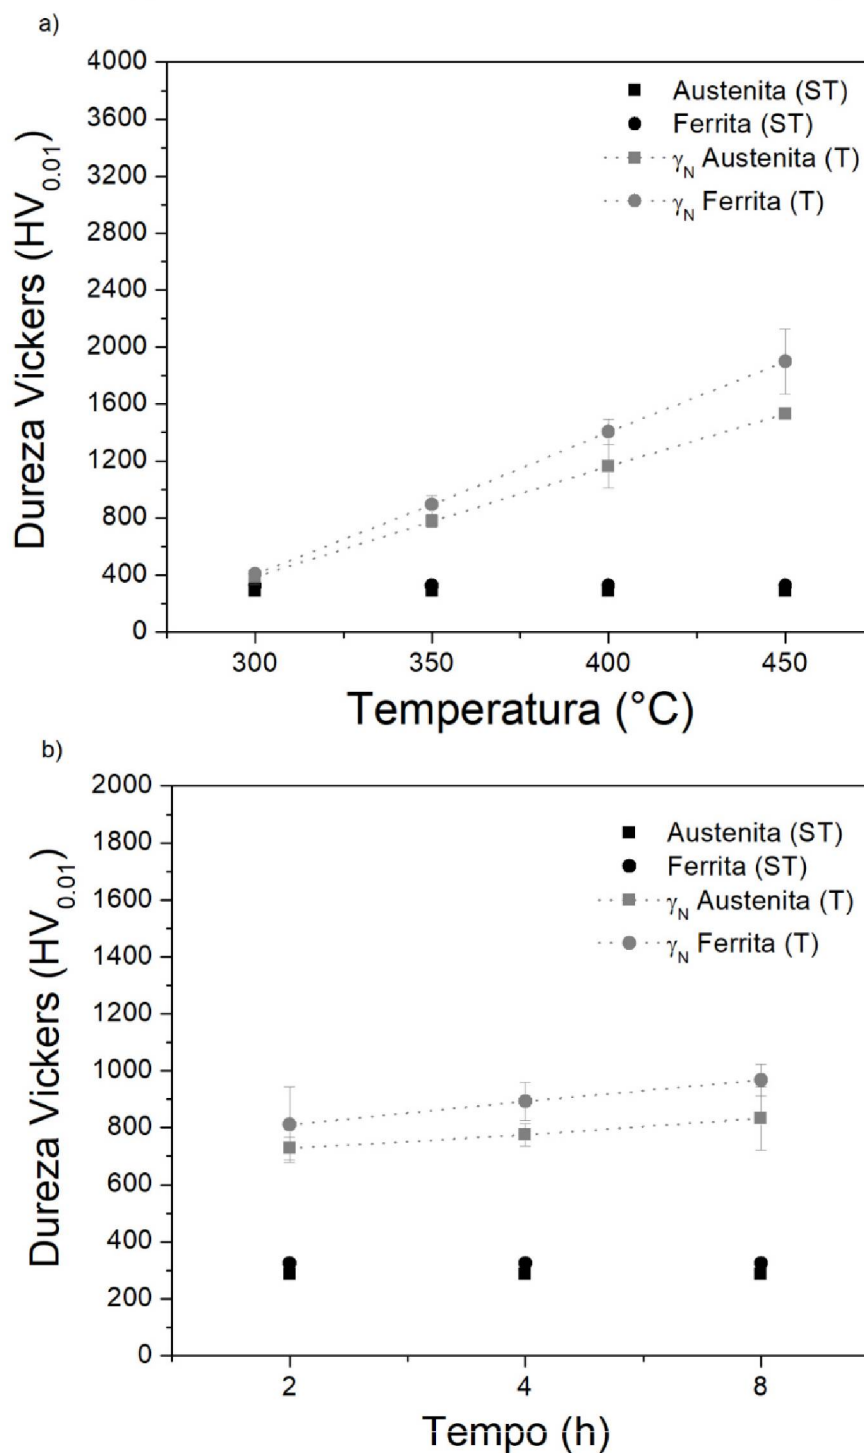 a)
4000
3600
3200
2800
2400
2000
1600
1200
800
400
0
Dureza Vickers (HV0.01)
Austenita (ST)
Ferrita (ST)
γN Austenita (T)
γN Ferrita (T)
300 350 400 450
Temperatura (°C)
b)
2000
1800
1600
1400
1200
1000
800
600
400
200
0
Dureza Vickers (HV0.01)
Austenita (ST)
Ferrita (ST)
γN Austenita (T)
γN Ferrita (T)
2 4 8
Tempo (h)